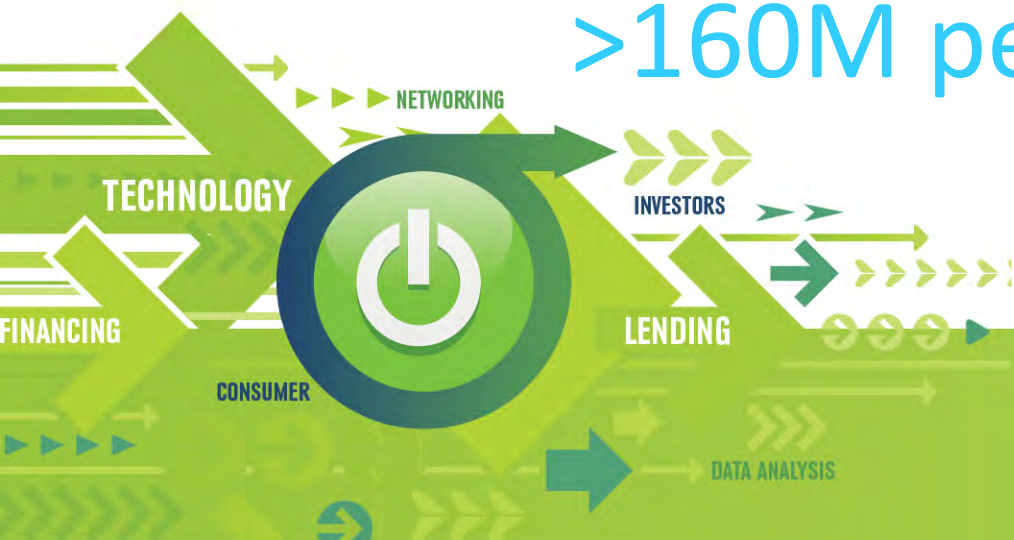 >160M pe
NETWORKING
TECHNOLOGY
INVESTORS
FINANCING
LENDING
CONSUMER
DATA ANALYSIS